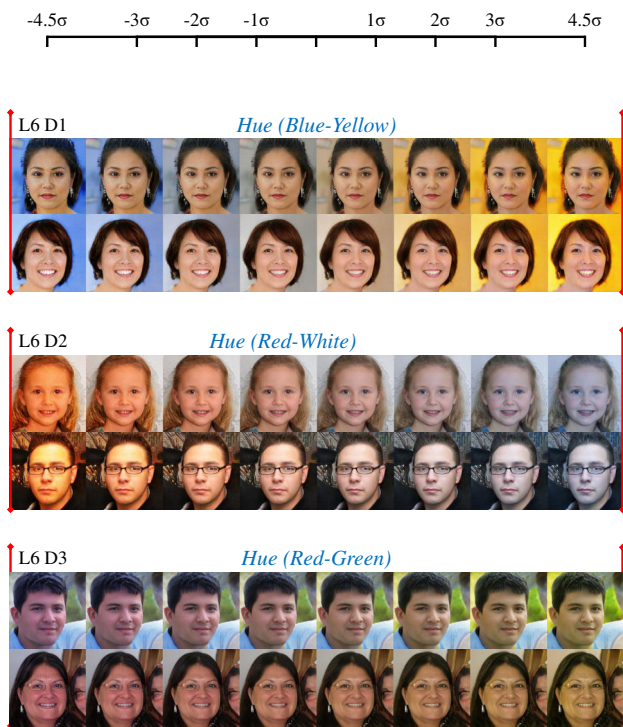 -4.5σ -3σ -2σ -1σ 1σ 2σ 3σ 4.5σ
L6 D1 Hue (Blue-Yellow)
L6 D2 Hue (Red-White)
L6 D3 Hue (Red-Green)